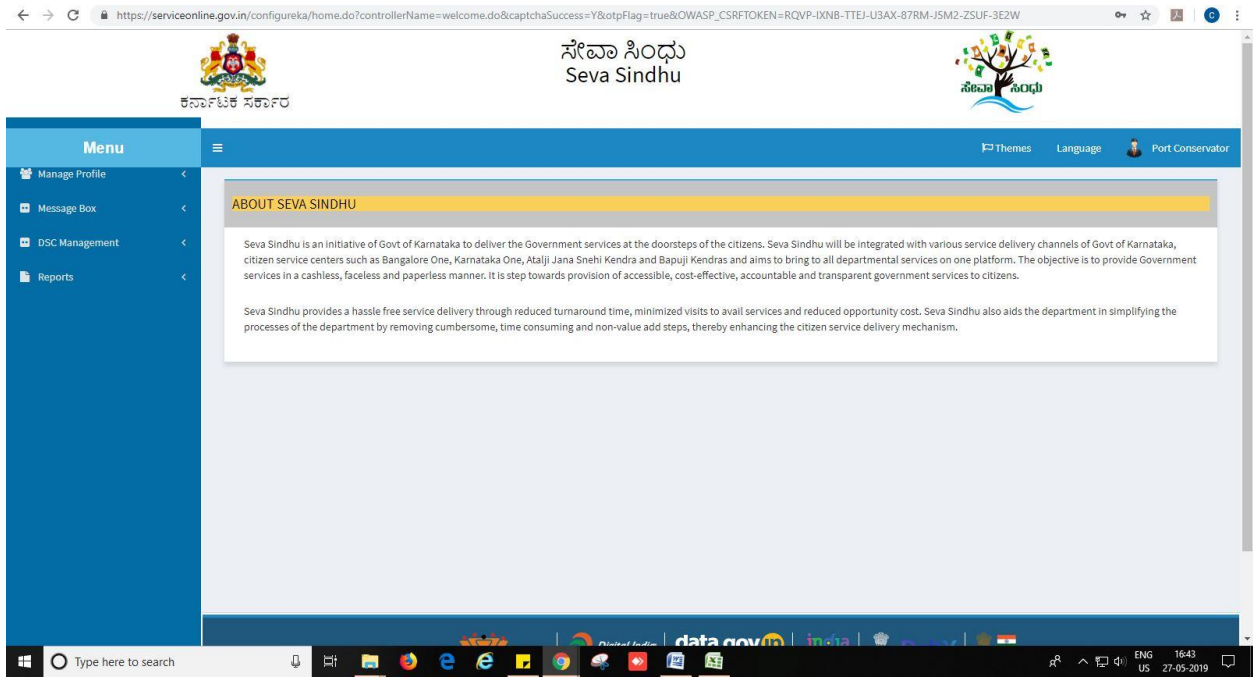 https://serviceonline.gov.in/configureka/home.do?controllerName=welcome.do&captchaSuccess=Y&otpFlag=true&OWASP_CSRFTOKEN=RQVP-IXNB-TTEJ-U3AX-87RM-J5M2-ZSUF-3E2W
C
ಕರ್ನಾಟಕ ಸರ್ಕಾರ
ಸೇವಾ ಸಿಂಧು
Seva Sindhu
ಸೇವಾ ಸಿಂಧು
Menu
Themes Language Port Conservator
Manage Profile
Message Box
DSC Management
Reports
ABOUT SEVA SINDHU
Seva Sindhu is an initiative of Govt of Karnataka to deliver the Government services at the doorsteps of the citizens. Seva Sindhu will be integrated with various service delivery channels of Govt of Karnataka,
citizen service centers such as Bangalore One, Karnataka One, Atalji Jana Snehi Kendra and Bapuji Kendras and aims to bring to all departmental services on one platform. The objective is to provide Government
services in a cashless, faceless and paperless manner. It is step towards provision of accessible, cost-effective, accountable and transparent government services to citizens.
Seva Sindhu provides a hassle free service delivery through reduced turnaround time, minimized visits to avail services and reduced opportunity cost. Seva Sindhu also aids the department in simplifying the
processes of the department by removing cumbersome, time consuming and non-value add steps, thereby enhancing the citizen service delivery mechanism.
Digital India data.gov in india
Type here to search
ENG 16:43
US 27-05-2019